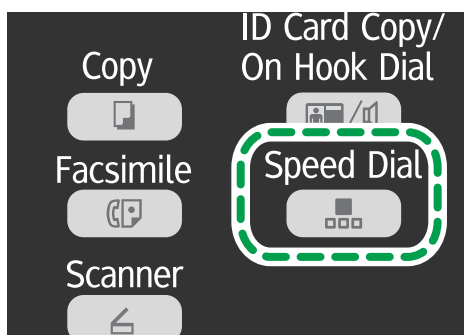 Copy
ID Card Copy/
On Hook Dial
Facsimile
Speed Dial
Scanner